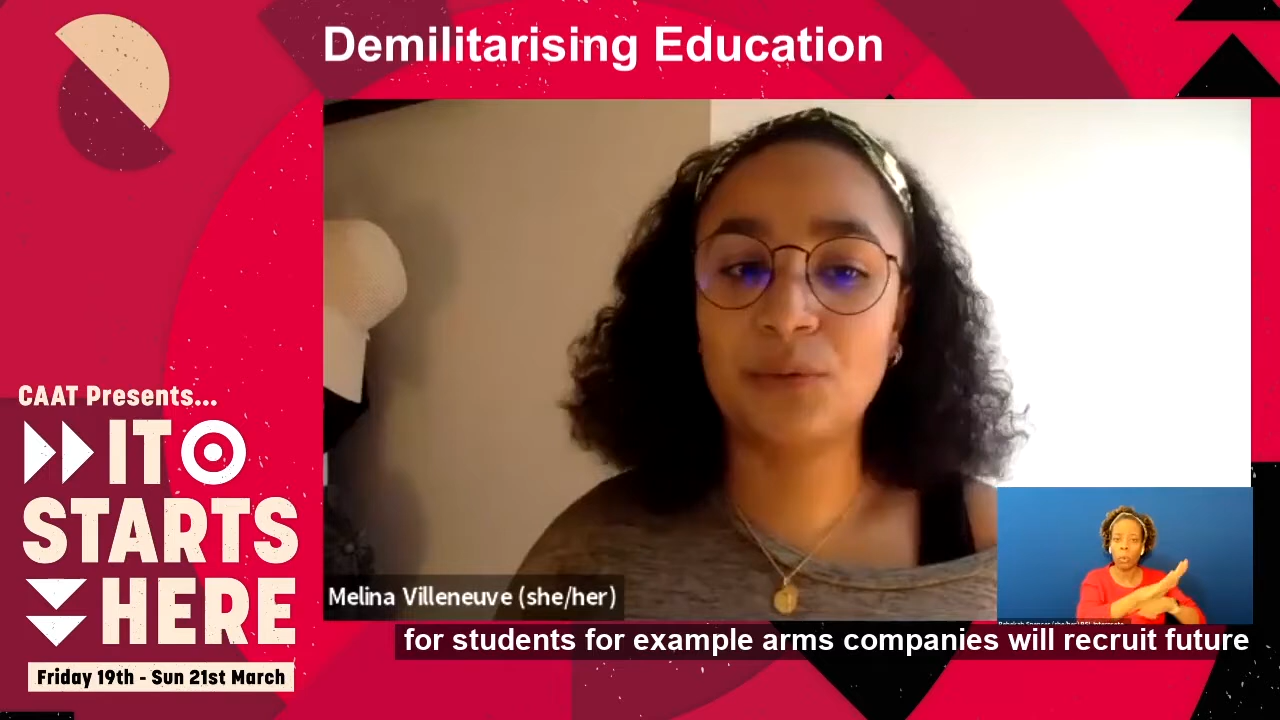 Demilitarising Education
CAAT Presents...
IT
STARTS
HERE
Friday 19th - Sun 21st March
Melina Villeneuve (she/her)
for students for example arms companies will recruit future